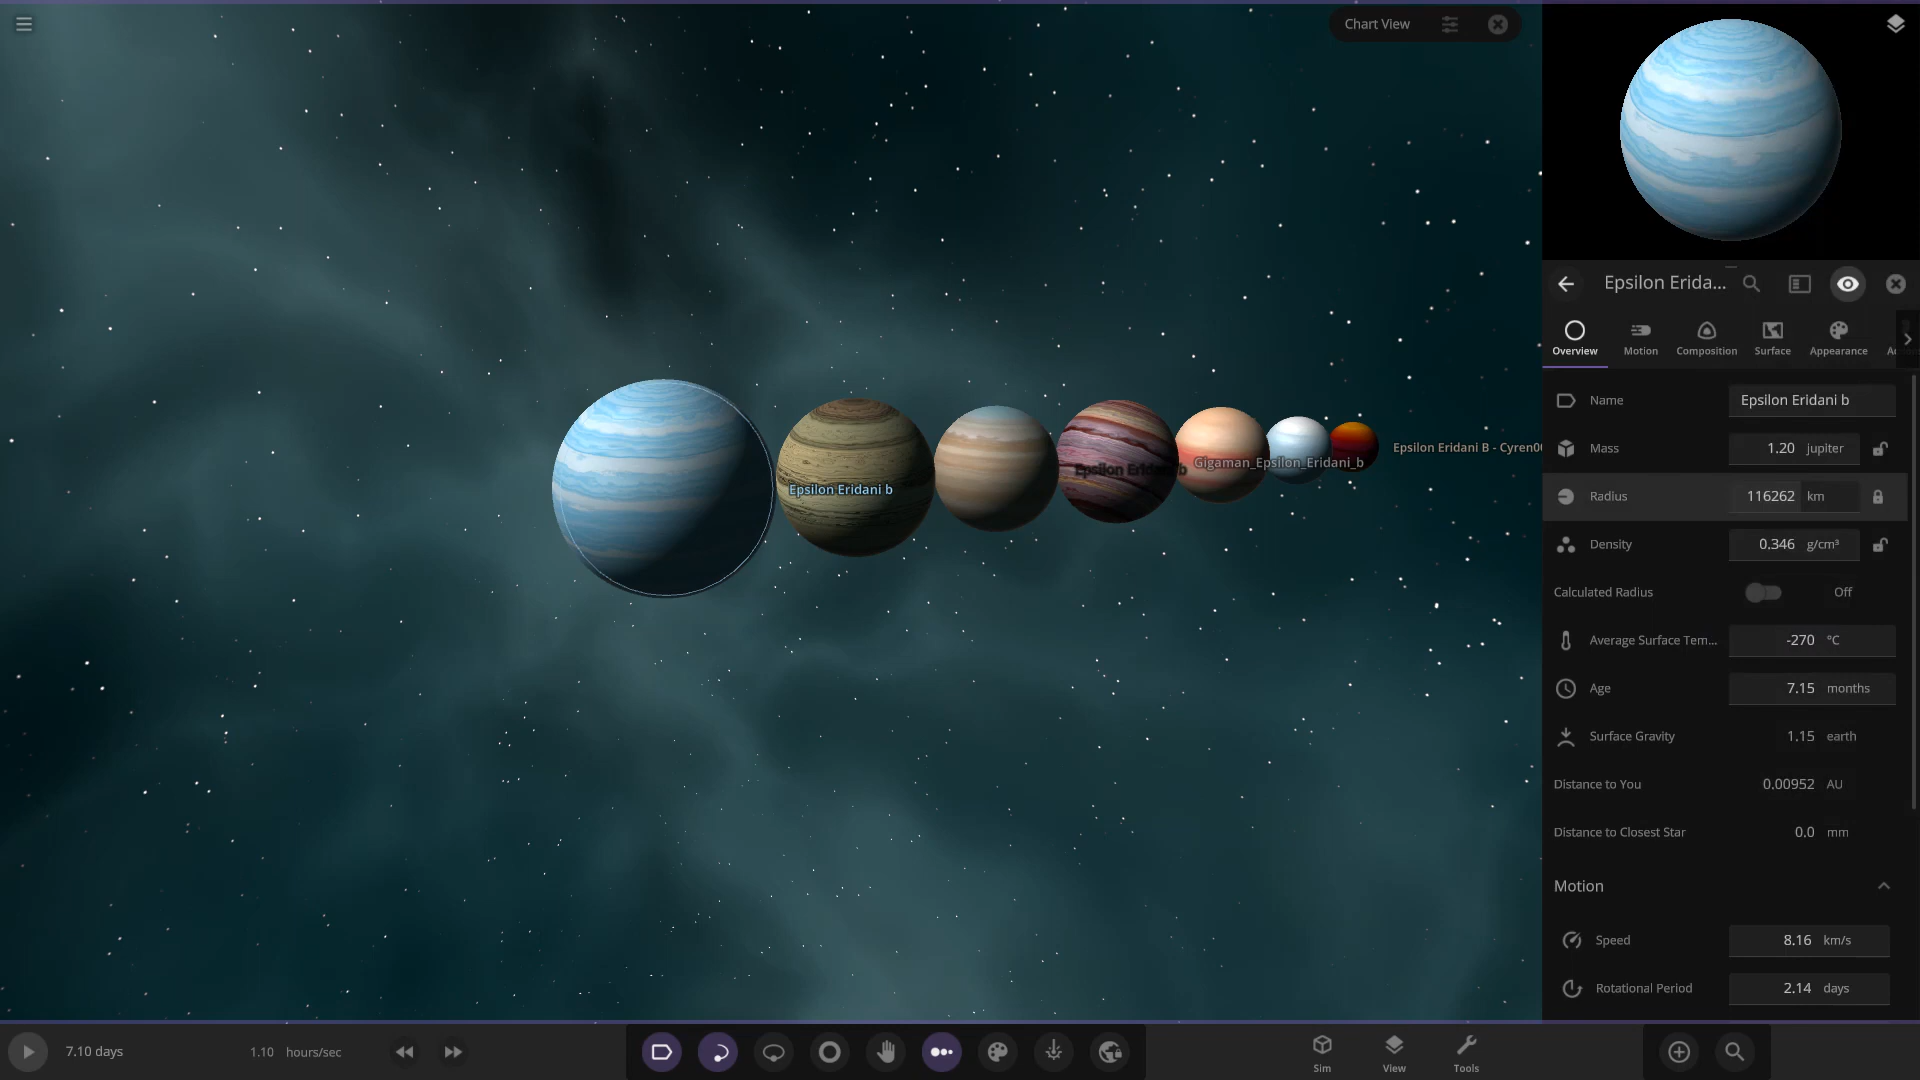 Chart View
Epsilon Eridani b
Epsilon Eridani b
Gigaman_Epsilon_Eridani_b
Epsilon Eridani B - Cyren0
Epsilon Erida...
Overview
Motion
Composition
Surface
Appearance
Name
Epsilon Eridani b
Mass
1.20 jupiter
Radius
116262 km
Density
0.346 g/cm³
Calculated Radius
Off
Average Surface Tem...
-270 °C
Age
7.15 months
Surface Gravity
1.15 earth
Distance to You
0.00952 AU
Distance to Closest Star
0.0 mm
Motion
Speed
8.16 km/s
Rotational Period
2.14 days
7.10 days
1.10 hours/sec
Sim
View
Tools